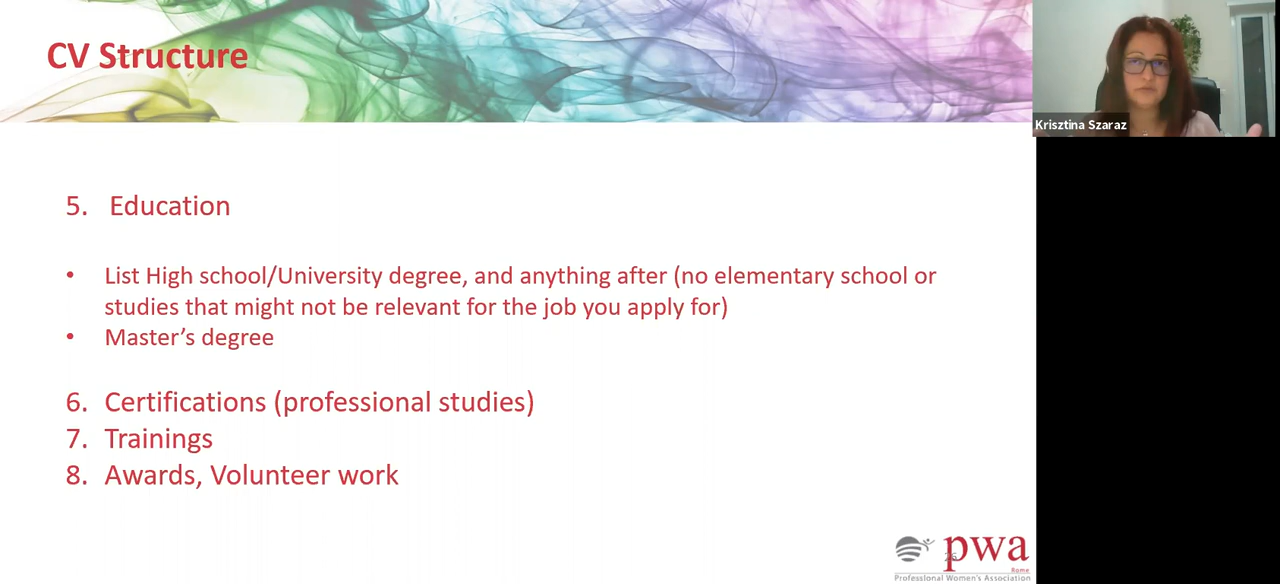 CV Structure
Krisztina Szaraz
5. Education
• List High school/University degree, and anything after (no elementary school or
studies that might not be relevant for the job you apply for)
• Master’s degree
6. Certifications (professional studies)
7. Trainings
8. Awards, Volunteer work
26
pwa
Rome
Professional Women's Association